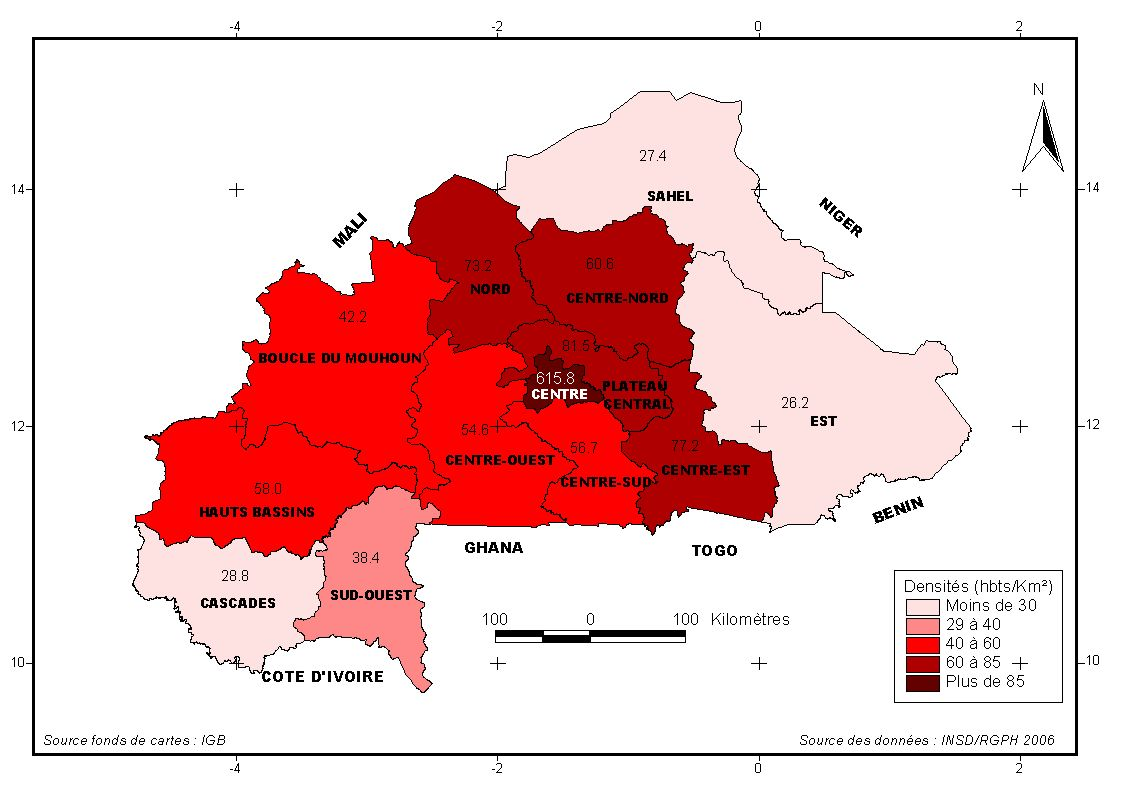 -4 -2 0 2
N
27.4
14 14
SAHEL
NIGER
MALI
73.2
60.6
NORD
CENTRE-NORD
42.2
81.5
BOUCLE DU MOUHOUN
615.8
PLATEAU
CENTRE
CENTRAL
26.2
12 12
EST
54.6
56.7
77.2
CENTRE-OUEST
CENTRE-EST
CENTRE-SUD
58.0
HAUTS BASSINS
BENIN
GHANA
TOGO
38.4
28.8
SUD-OUEST
CASCADES
Densités (hbts/Km²)
Moins de 30
29 à 40
40 à 60
60 à 85
Plus de 85
100 0 100 Kilomètres
10 10
COTE D'IVOIRE
Source fonds de cartes : IGB
Source des données : INSD/RGPH 2006
-4 -2 0 2